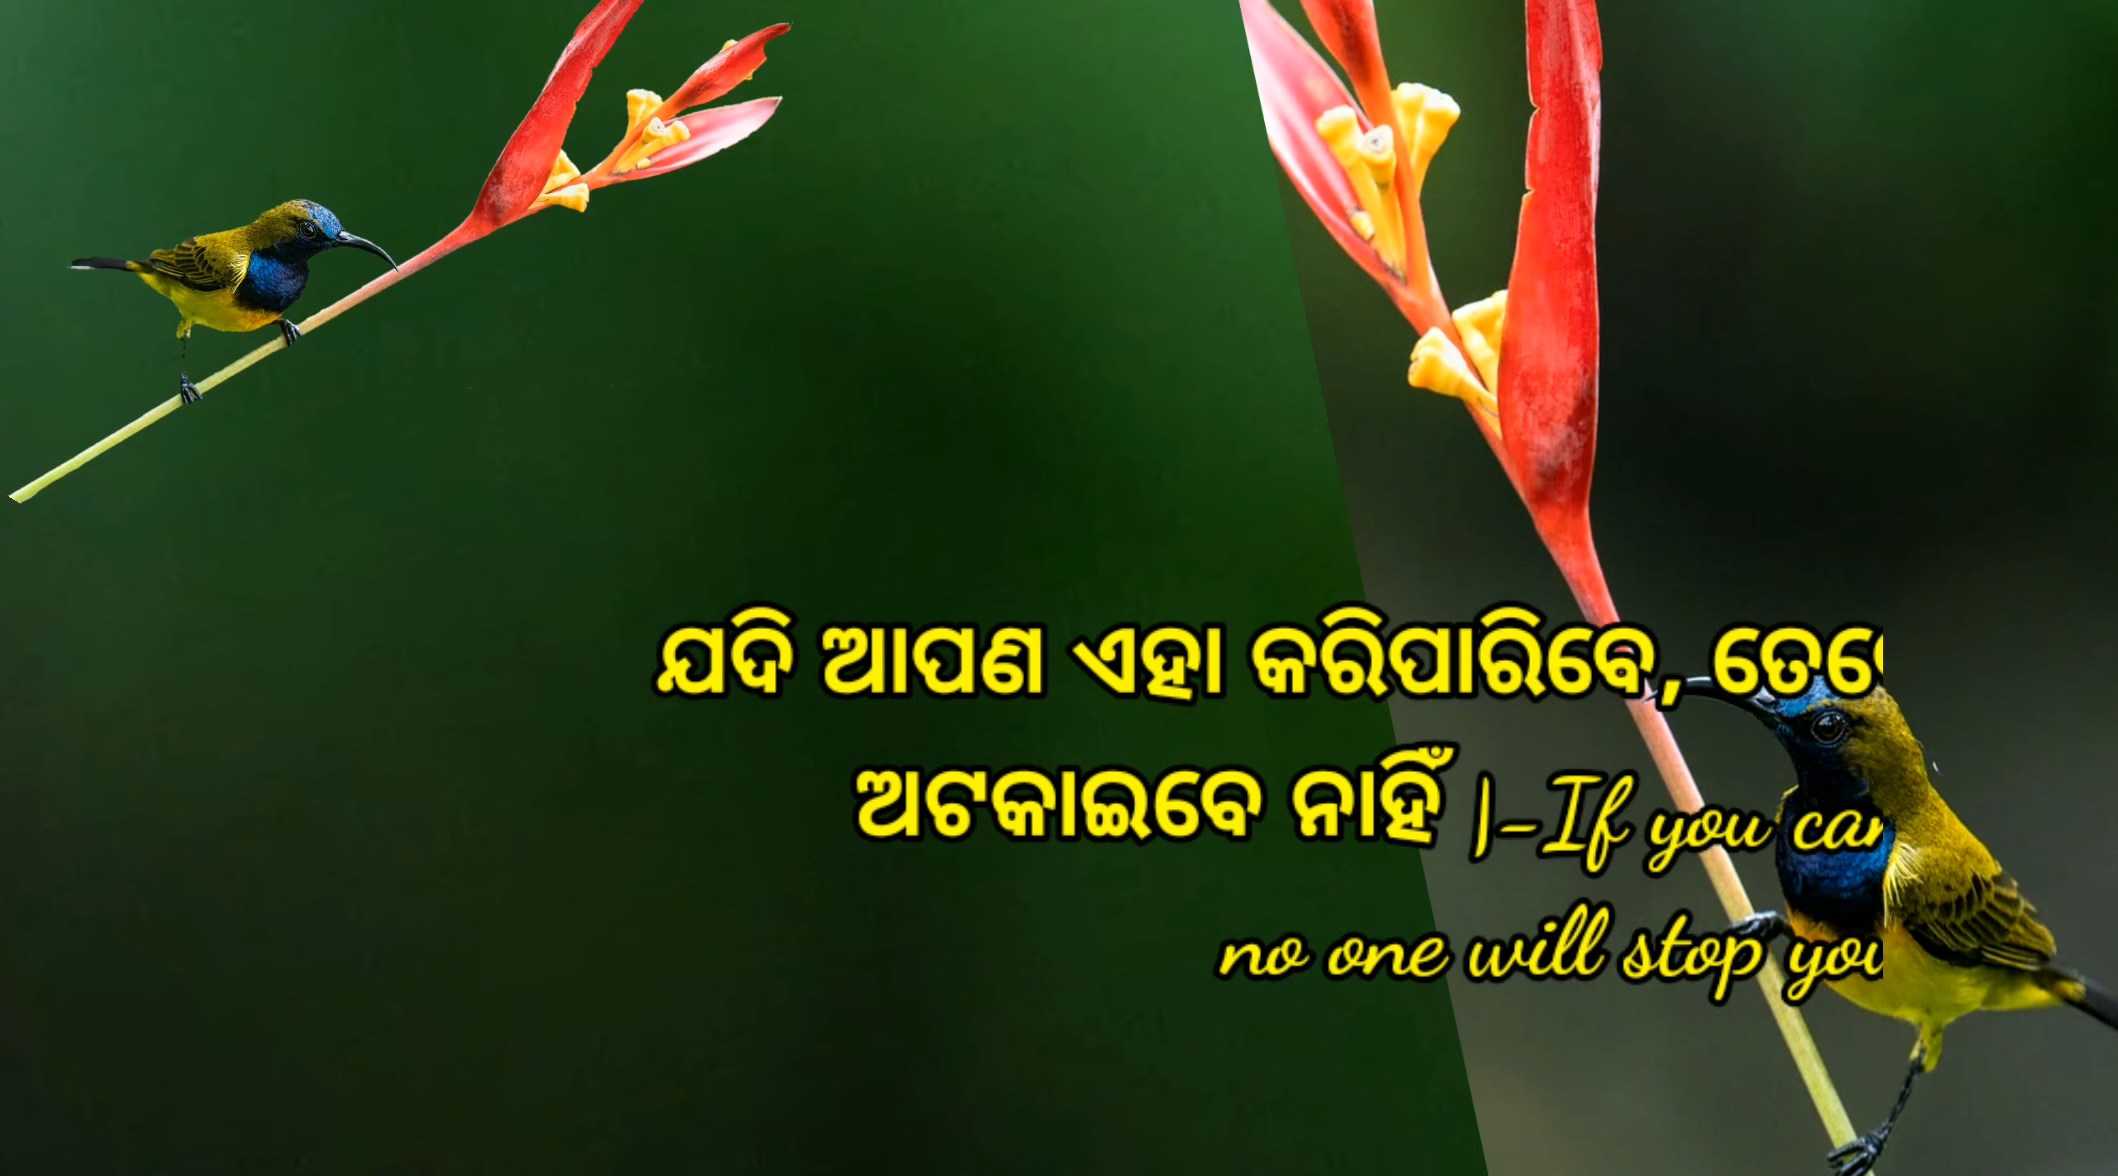 ଯଦି ଆପଣ ଏହା କରିପାରିବେ, 
ଅଟକାଇବେ ନାହିଁ |-If you
no one will stop